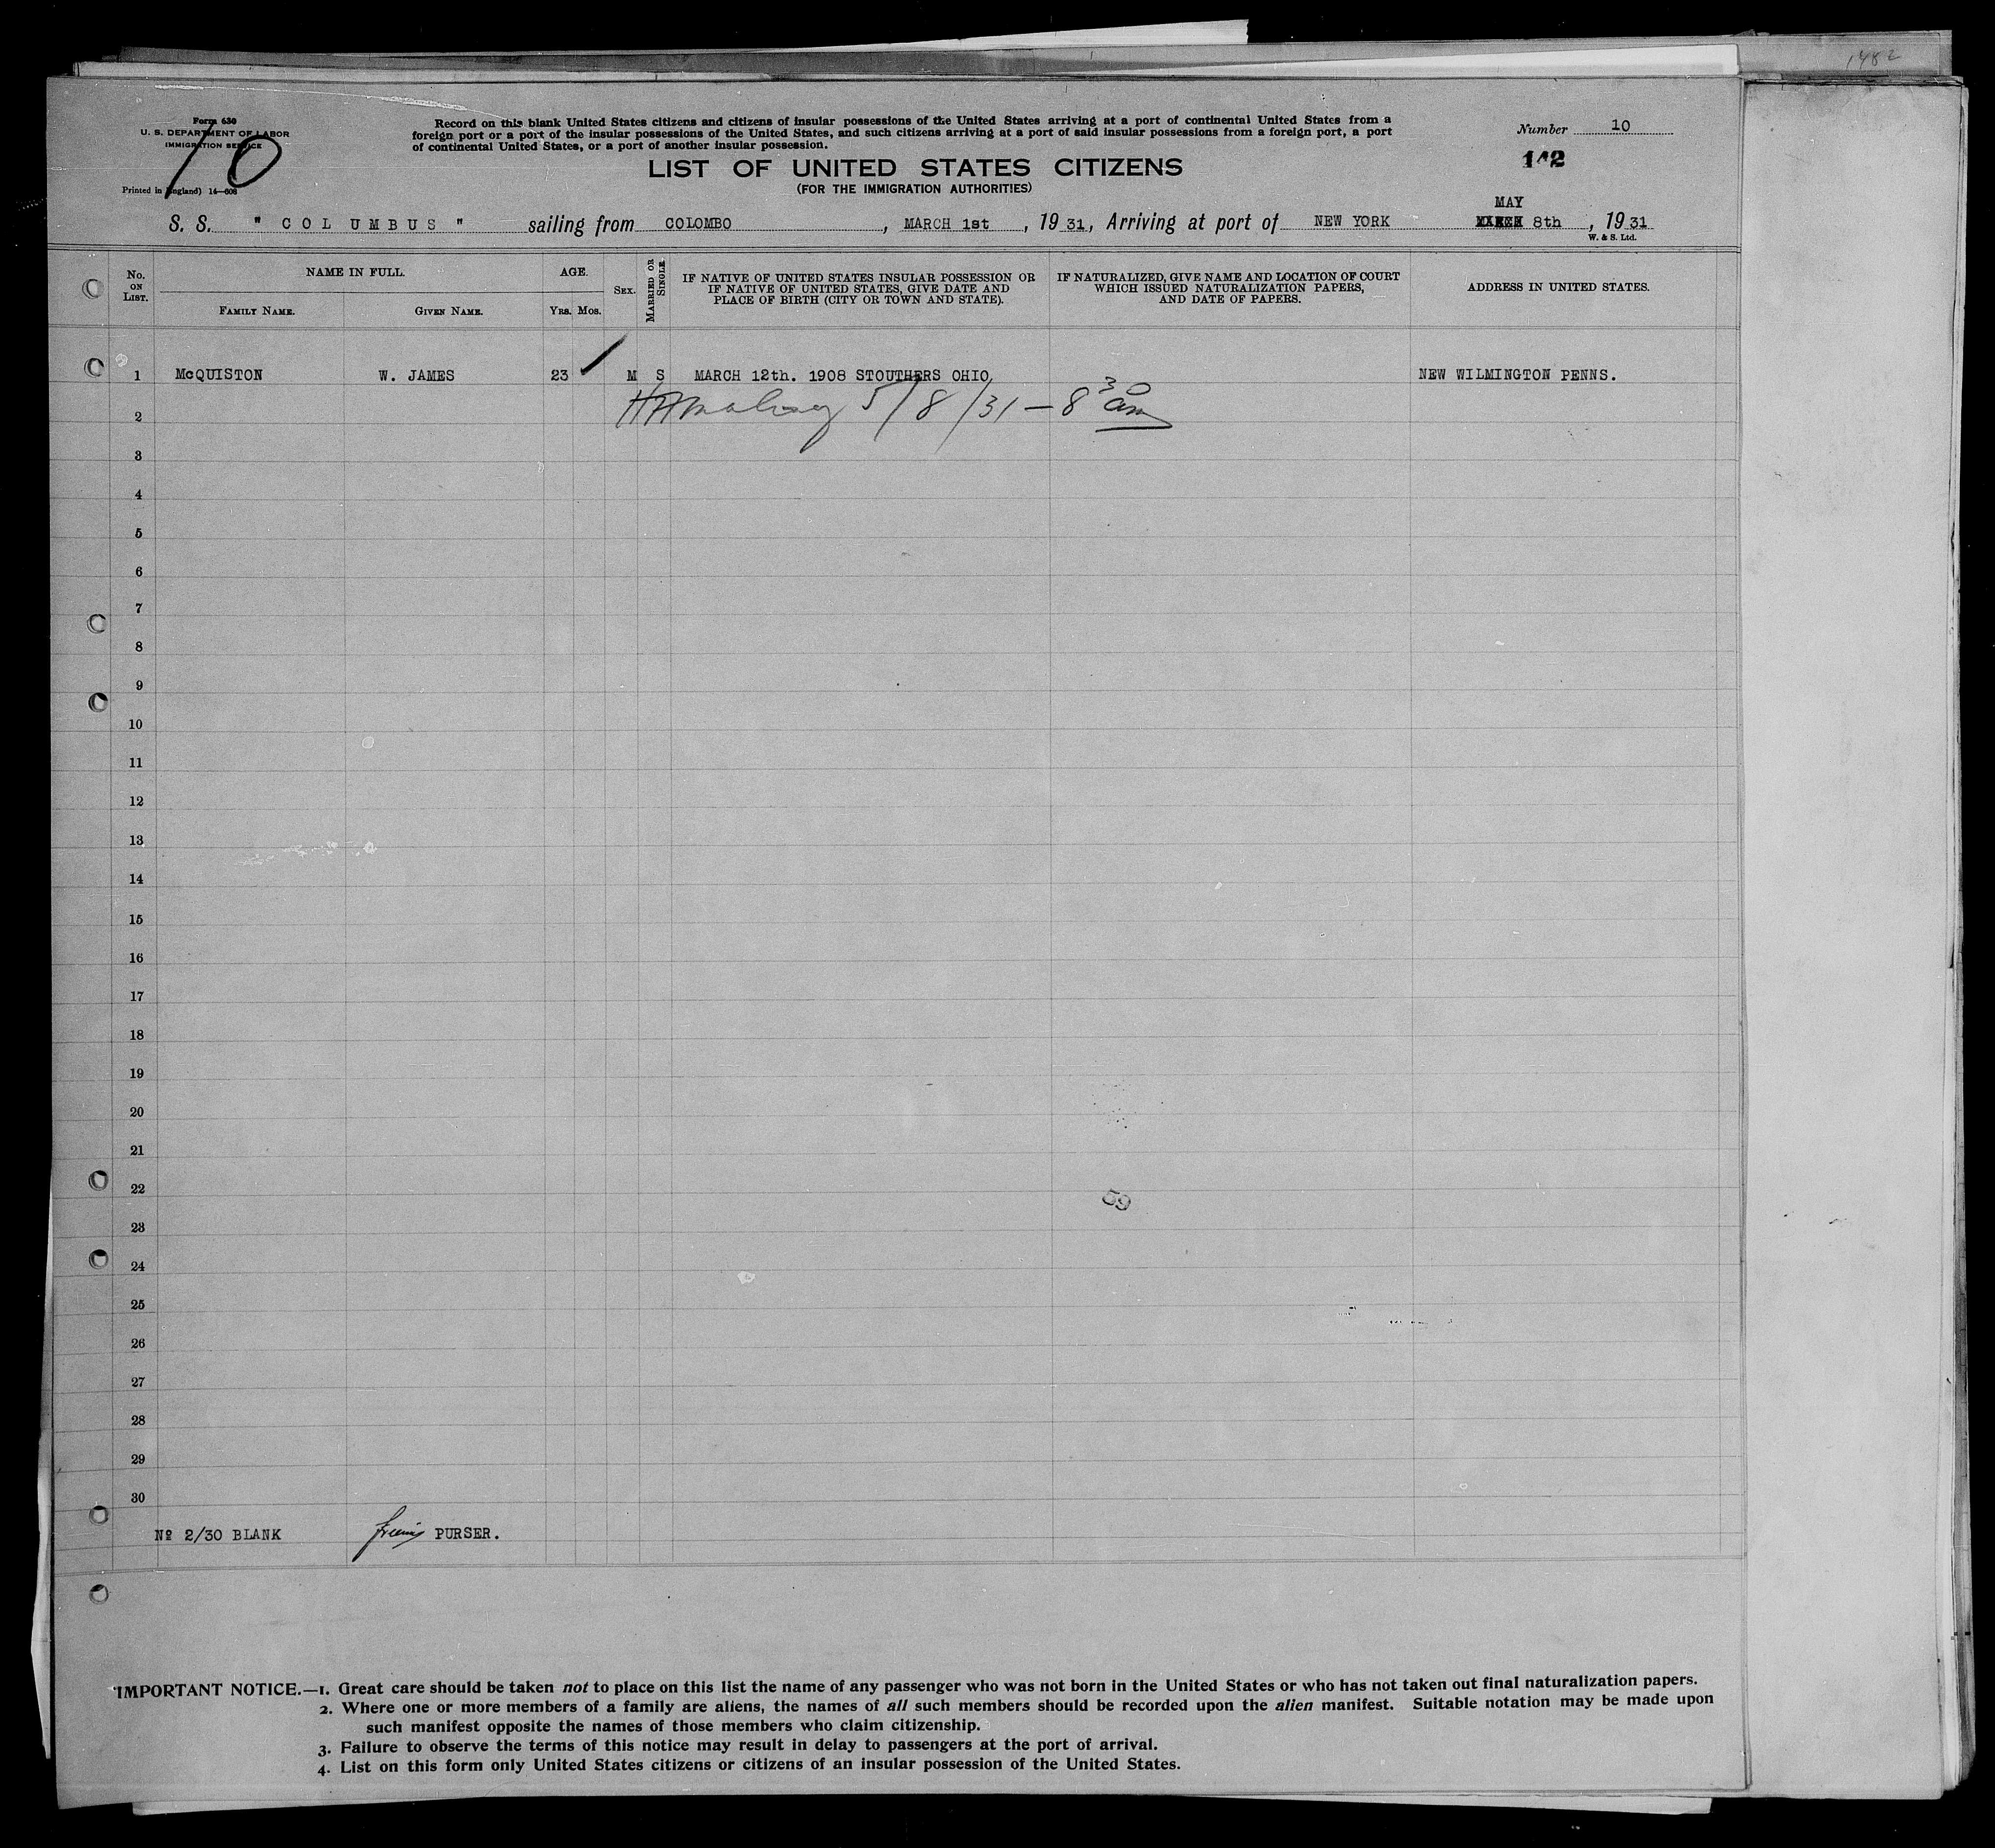 1482
Form 630
U. S. DEPARTMENT OF LABOR
IMMIGRATION SERVICE
10
Printed in England) 14—608
Record on this blank United States citizens and citizens of insular possessions of the United States arriving at a port of continental United States from a
foreign port or a port of the insular possessions of the United States, and such citizens arriving at a port of said insular possessions from a foreign port, a port
of continental United States, or a port of another insular possession.
Number 10
142
LIST OF UNITED STATES CITIZENS
(FOR THE IMMIGRATION AUTHORITIES)
MAY
S. S. " COLUMBUS " sailing from COLOMBO, MARCH 1st, 1931, Arriving at port of NEW YORK 8th, 1931
W. & S. Ltd.
No. ON LIST.
NAME IN FULL.
FAMILY NAME.
GIVEN NAME.
AGE.
YRS. MOS.
SEX.
MARRIED OR SINGLE.
IF NATIVE OF UNITED STATES INSULAR POSSESSION OR
IF NATIVE OF UNITED STATES, GIVE DATE AND
PLACE OF BIRTH (CITY OR TOWN AND STATE).
IF NATURALIZED, GIVE NAME AND LOCATION OF COURT
WHICH ISSUED NATURALIZATION PAPERS,
AND DATE OF PAPERS.
ADDRESS IN UNITED STATES.
1 McQUISTON W. JAMES 23 M S MARCH 12th. 1908 STOUTHERS OHIO NEW WILMINGTON PENNS.
2 5/8/31 — 8 30 am
3
4
5
6
7
8
9
10
11
12
13
14
15
16
17
18
19
20
21
22
59
23
24
25
26
27
28
29
30
Nº 2/30 BLANK PURSER.
IMPORTANT NOTICE.—1. Great care should be taken not to place on this list the name of any passenger who was not born in the United States or who has not taken out final naturalization papers.
2. Where one or more members of a family are aliens, the names of all such members should be recorded upon the alien manifest. Suitable notation may be made upon
such manifest opposite the names of those members who claim citizenship.
3. Failure to observe the terms of this notice may result in delay to passengers at the port of arrival.
4. List on this form only United States citizens or citizens of an insular possession of the United States.